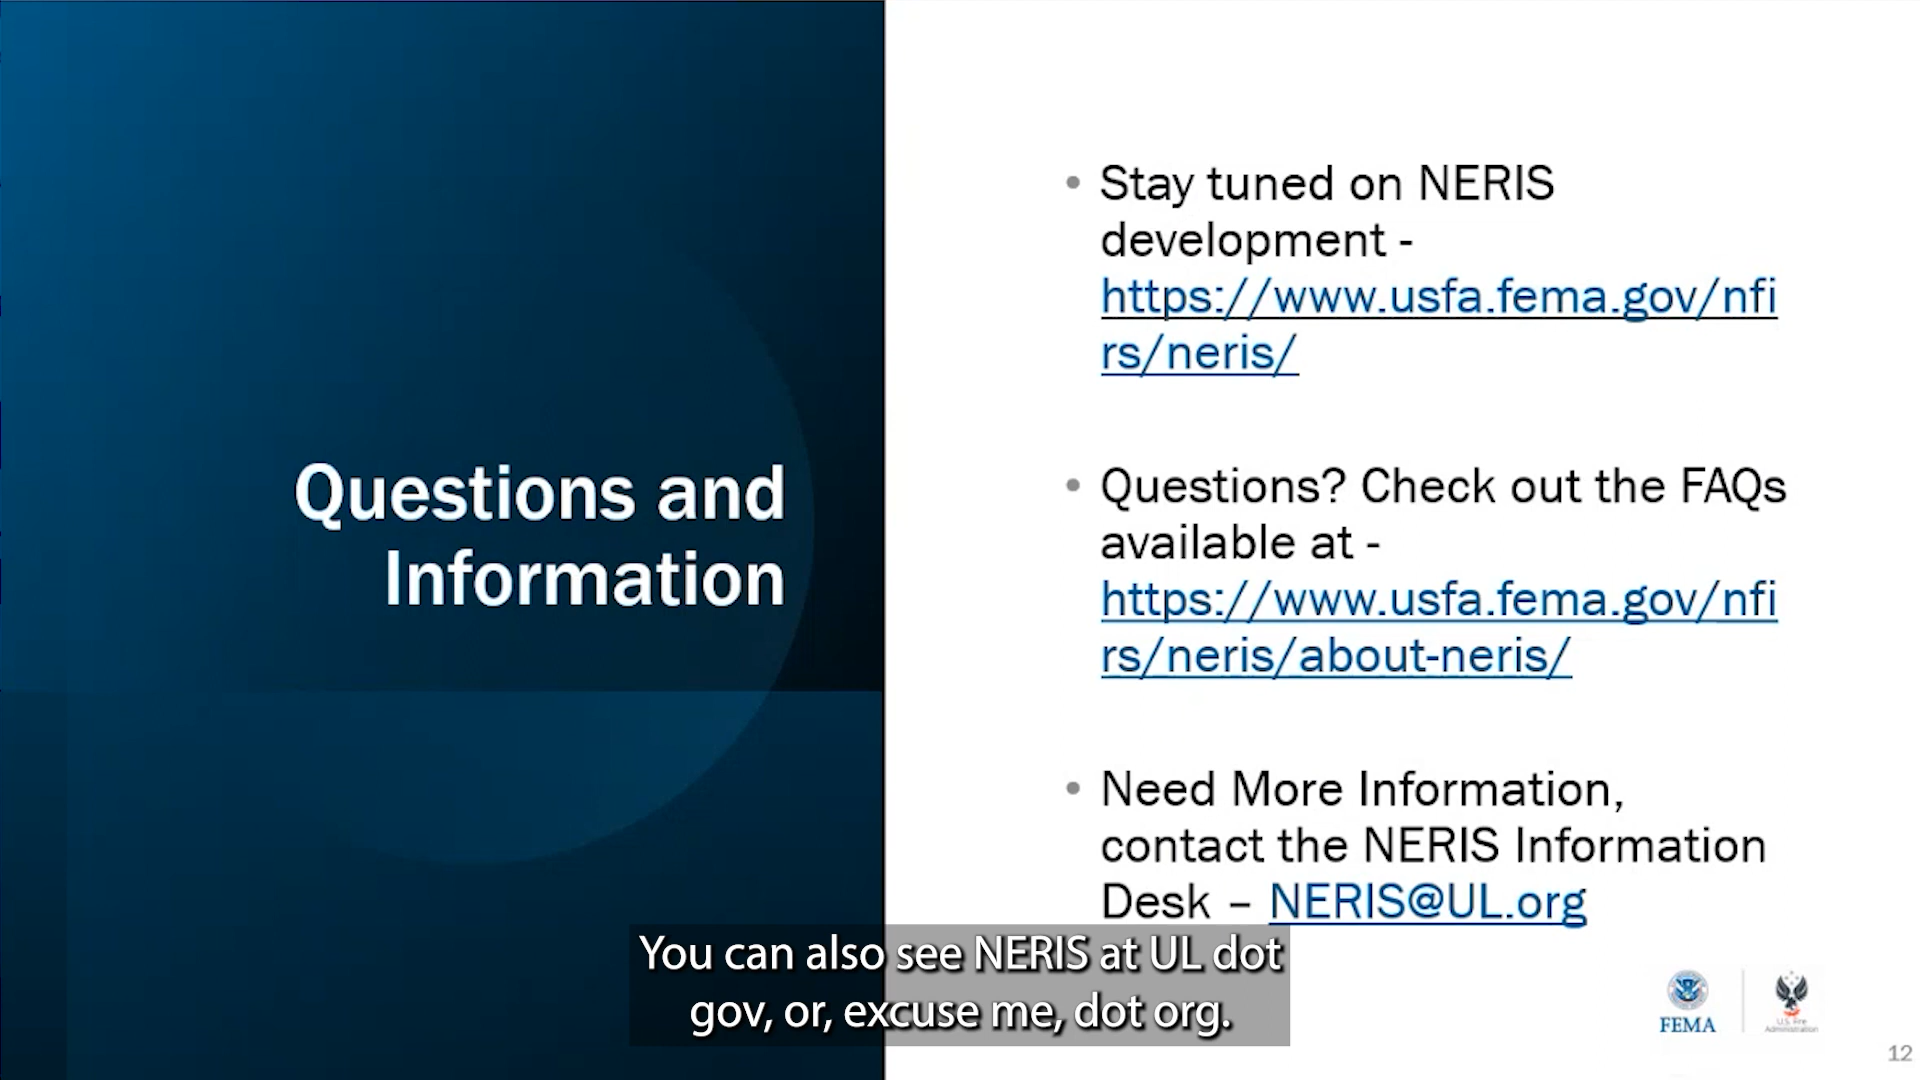 Questions and
Information
• Stay tuned on NERIS
development -
https://www.usfa.fema.gov/nfi
rs/neris/
• Questions? Check out the FAQs
available at -
https://www.usfa.fema.gov/nfi
rs/neris/about-neris/
• Need More Information,
contact the NERIS Information
Desk – NERIS@UL.org
You can also see NERIS at UL dot
gov, or, excuse me, dot org.
FEMA
U.S. Fire
Administration
12